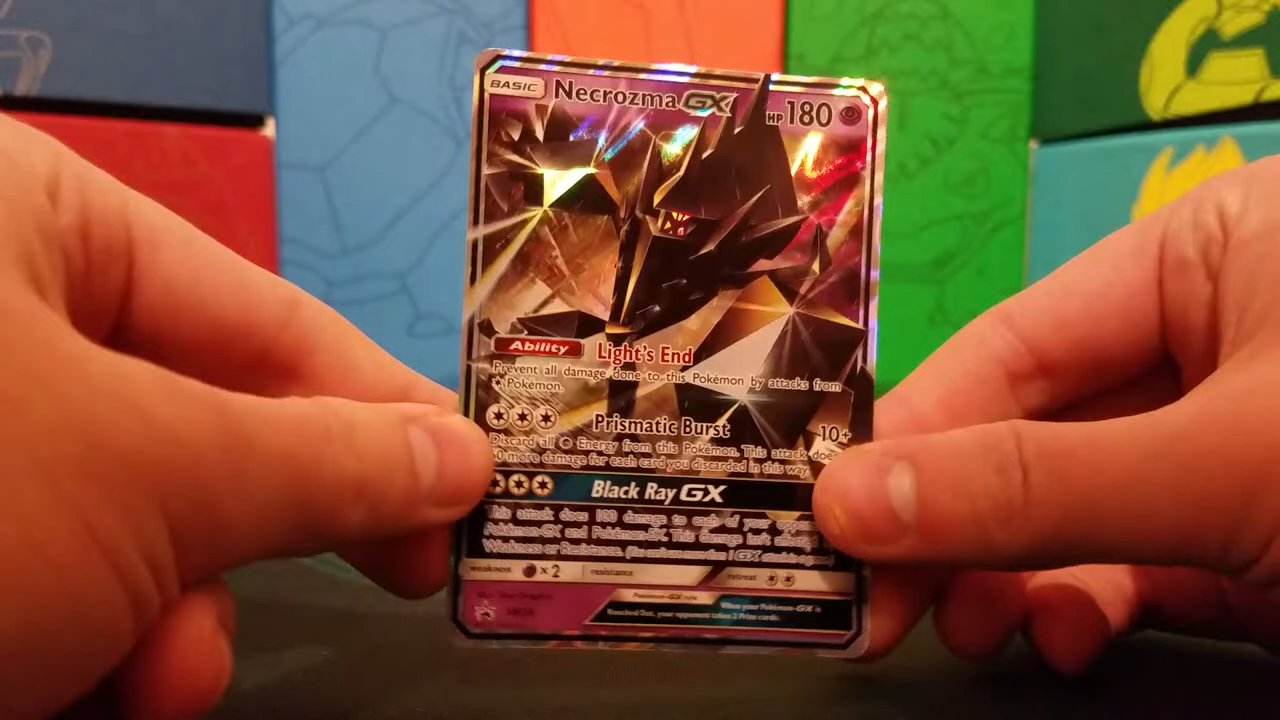 BASIC Necrozma GX HP 180
Ability Light's End
Prevent all damage done to this Pokémon by attacks from
Pokémon.
Prismatic Burst 10+
Discard all Energy from this Pokémon. This attack does
60 more damage for each card you discarded in this way.
Black Ray GX
This attack does 100 damage to each of your
Pokémon-GX and Pokémon-EX. This damage isn't
Weakness or Resistance. 
weakness x2 resistance retreat
Pokémon-GX rule When your Pokémon-GX is
Knocked Out, your opponent takes 2 Prize cards.